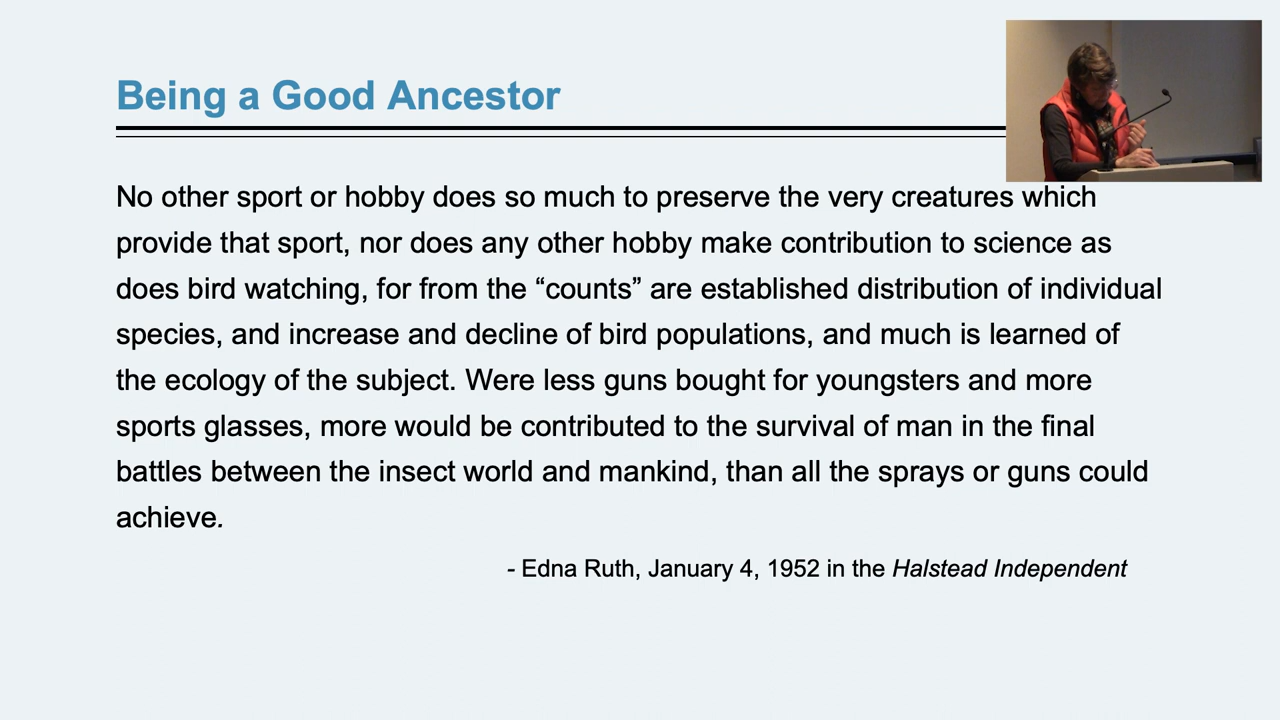 Being a Good Ancestor
No other sport or hobby does so much to preserve the very creatures which
provide that sport, nor does any other hobby make contribution to science as
does bird watching, for from the “counts” are established distribution of individual
species, and increase and decline of bird populations, and much is learned of
the ecology of the subject. Were less guns bought for youngsters and more
sports glasses, more would be contributed to the survival of man in the final
battles between the insect world and mankind, than all the sprays or guns could
achieve.
- Edna Ruth, January 4, 1952 in the Halstead Independent